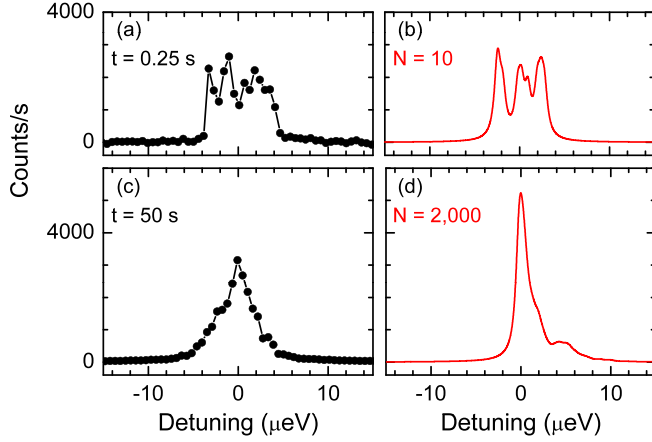 4000
(a)
(b)
t = 0.25 s
N = 10
0
Counts/s
(c)
(d)
t = 50 s
N = 2,000
4000
0
-10
0
10
-10
0
10
Detuning (μeV)
Detuning (μeV)